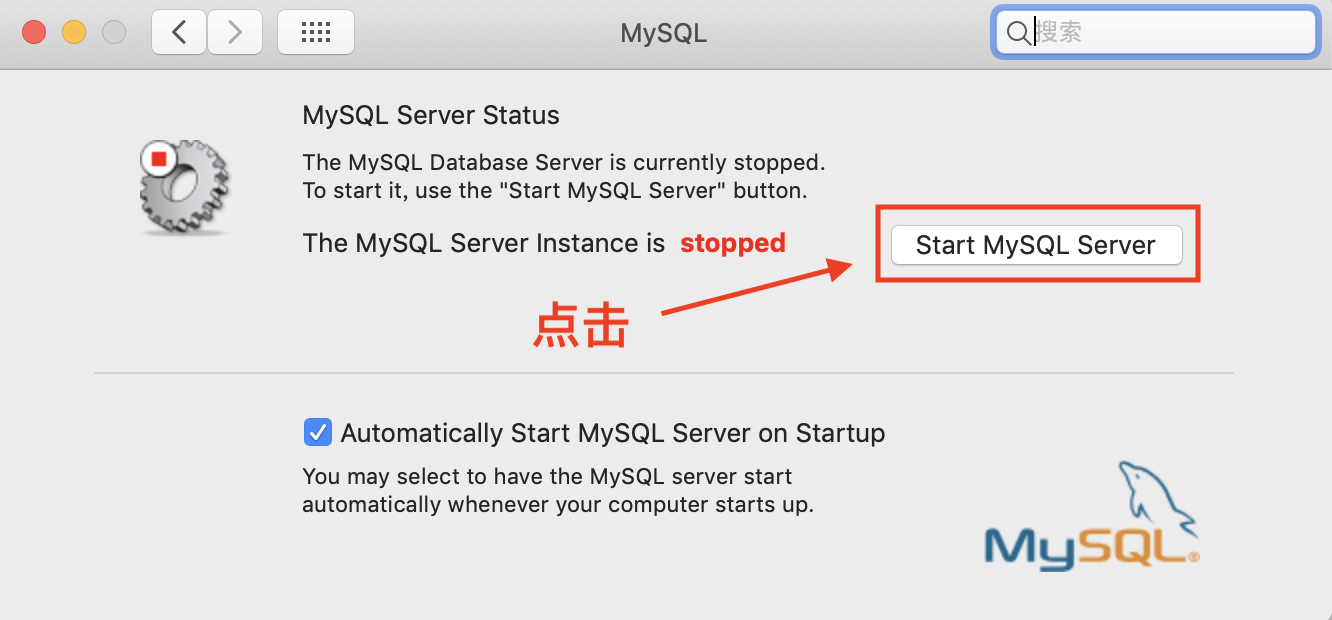 MySQL
搜索
MySQL Server Status
The MySQL Database Server is currently stopped.
To start it, use the "Start MySQL Server" button.
The MySQL Server Instance is stopped
Start MySQL Server
点击
Automatically Start MySQL Server on Startup
You may select to have the MySQL server start
automatically whenever your computer starts up.
MySQL®